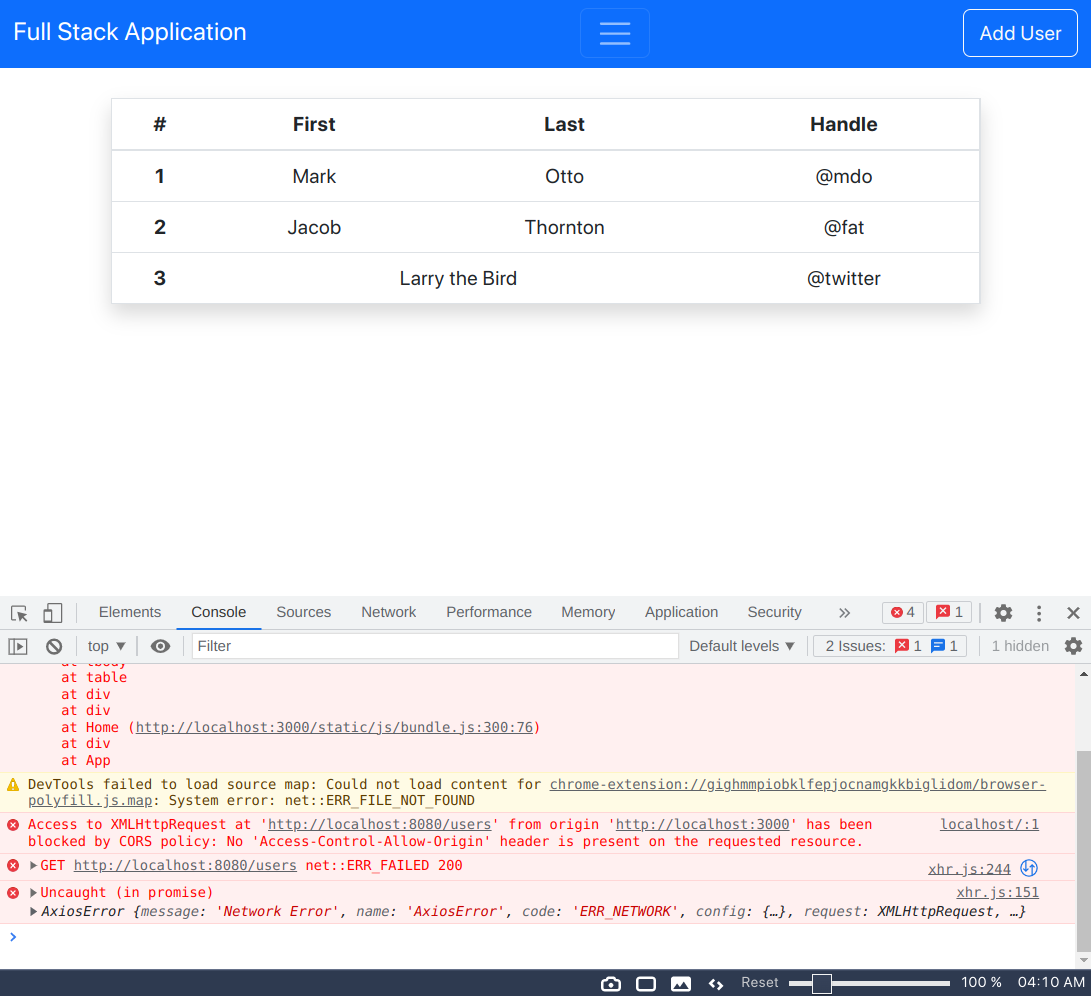 Full Stack Application
Add User
# First Last Handle
1 Mark Otto @mdo
2 Jacob Thornton @fat
3 Larry the Bird @twitter
Elements Console Sources Network Performance Memory Application Security » 4 1
top ▼ Filter Default levels ▼ 2 Issues: 1 1 1 hidden
at tbody
at table
at div
at div
at Home (http://localhost:3000/static/js/bundle.js:300:76)
at div
at App
DevTools failed to load source map: Could not load content for chrome-extension://gighmmpiobklfepjocnamgkkbiglidom/browser-
polyfill.js.map: System error: net::ERR_FILE_NOT_FOUND
Access to XMLHttpRequest at 'http://localhost:8080/users' from origin 'http://localhost:3000' has been localhost/:1
blocked by CORS policy: No 'Access-Control-Allow-Origin' header is present on the requested resource.
GET http://localhost:8080/users net::ERR_FAILED 200 xhr.js:244
Uncaught (in promise) xhr.js:151
AxiosError {message: 'Network Error', name: 'AxiosError', code: 'ERR_NETWORK', config: {…}, request: XMLHttpRequest, …}
Reset 100 % 04:10 AM